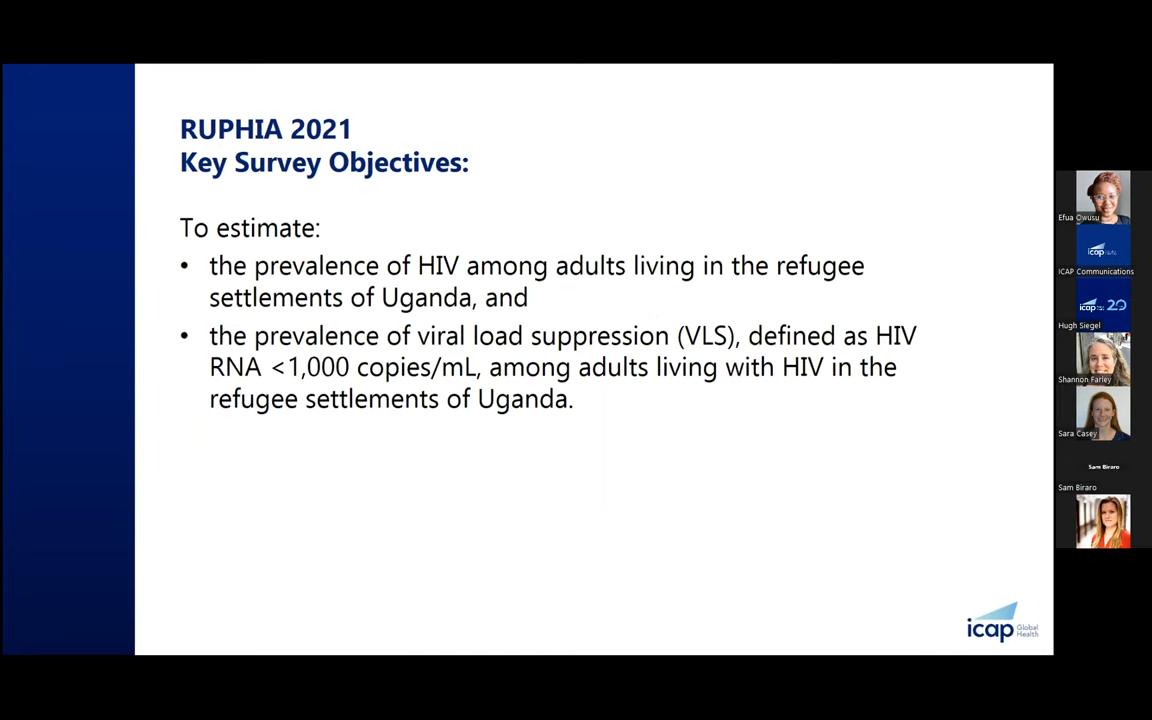 RUPHIA 2021
Key Survey Objectives:
To estimate:
• the prevalence of HIV among adults living in the refugee
settlements of Uganda, and
• the prevalence of viral load suppression (VLS), defined as HIV
RNA <1,000 copies/mL, among adults living with HIV in the
refugee settlements of Uganda.
icap Global
Health
Efua Owusu
icap
ICAP Communications
icap 20
Hugh Siegel
Shannon Farley
Sara Casey
Sam Biraro
Sam Biraro